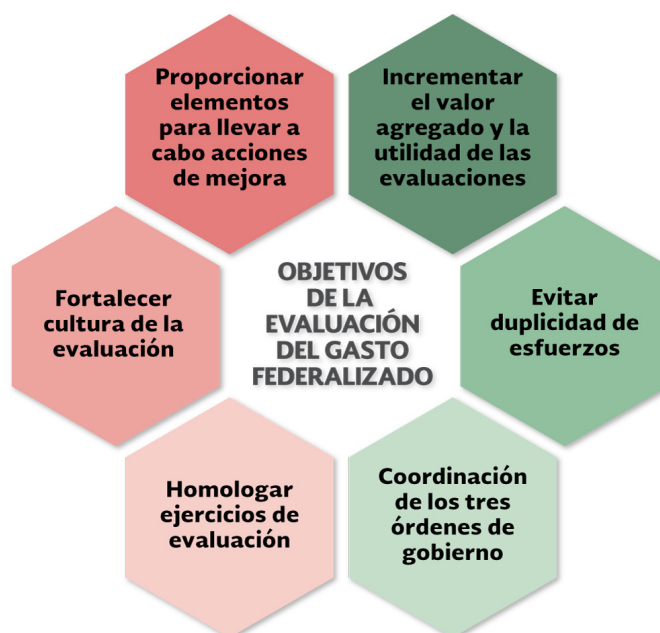 Proporcionar
elementos
para llevar a
cabo acciones
de mejora
Incrementar
el valor
agregado y la
utilidad de las
evaluaciones
Fortalecer
cultura de la
evaluación
OBJETIVOS
DE LA
EVALUACIÓN
DEL GASTO
FEDERALIZADO
Evitar
duplicidad de
esfuerzos
Homologar
ejercicios de
evaluación
Coordinación
de los tres
órdenes de
gobierno